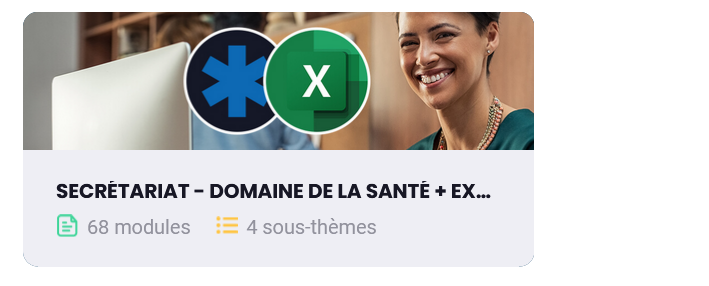 X
SECRÉTARIAT - DOMAINE DE LA SANTÉ + EX...
68 modules
4 sous-thèmes